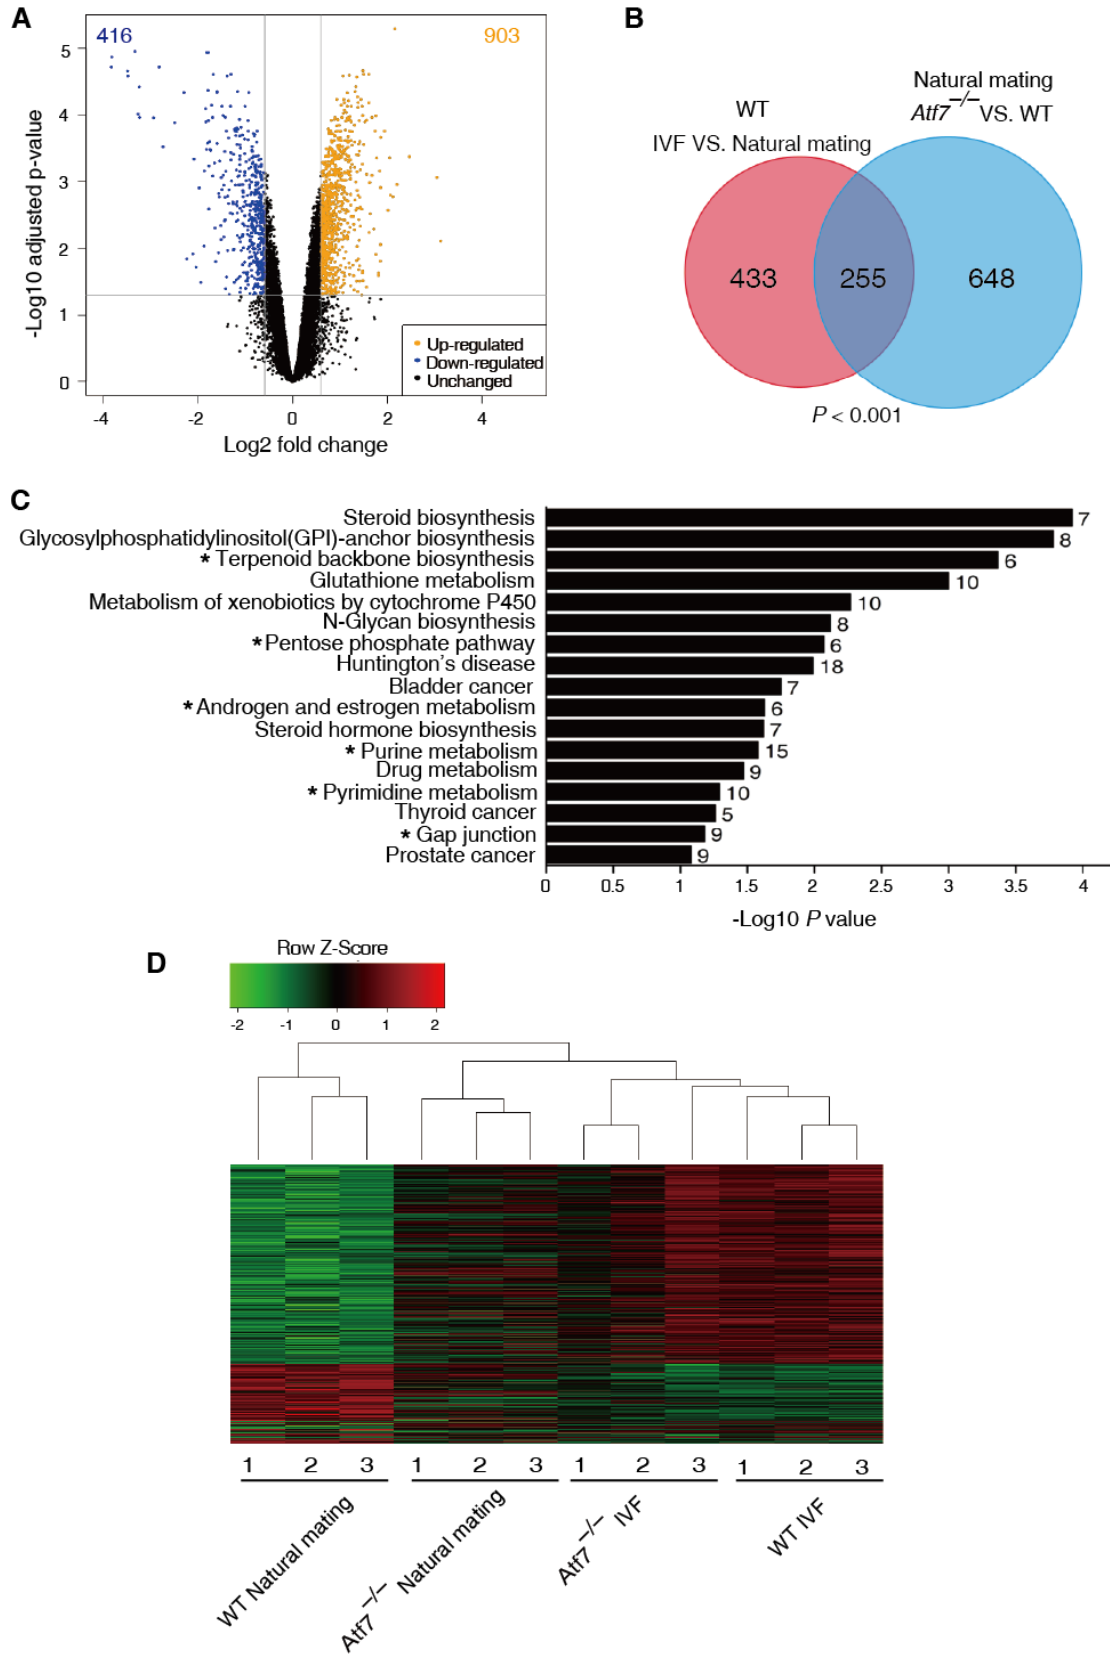 A
416
903
5
4
3
2
1
0
-Log10 adjusted p-value
Up-regulated
Down-regulated
Unchanged
-4
-2
0
2
4
Log2 fold change
B
WT
IVF VS. Natural mating
Natural mating
Atf7−/− VS. WT
433
255
648
P < 0.001
C
Steroid biosynthesis 7
Glycosylphosphatidylinositol(GPI)-anchor biosynthesis 8
* Terpenoid backbone biosynthesis 6
Glutathione metabolism 10
Metabolism of xenobiotics by cytochrome P450 10
N-Glycan biosynthesis 8
* Pentose phosphate pathway 6
Huntington's disease 18
Bladder cancer 7
* Androgen and estrogen metabolism 6
Steroid hormone biosynthesis 7
* Purine metabolism 15
Drug metabolism 9
* Pyrimidine metabolism 10
Thyroid cancer 5
* Gap junction 9
Prostate cancer 9
0 0.5 1 1.5 2 2.5 3 3.5 4
-Log10 P value
D
Row Z-Score
-2 -1 0 1 2
1 2 3 1 2 3 1 2 3 1 2 3
WT Natural mating
Atf7−/− Natural mating
Atf7−/− IVF
WT IVF